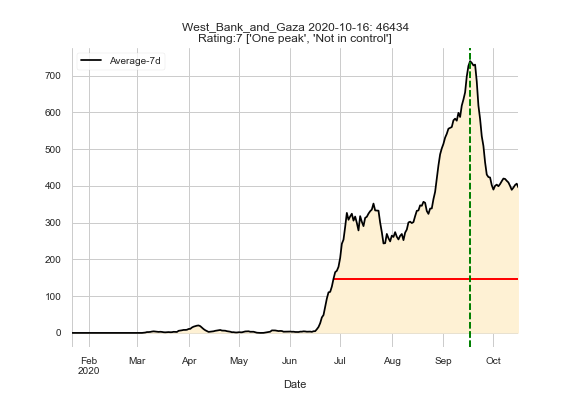 West_Bank_and_Gaza 2020-10-16: 46434
Rating:7 ['One peak', 'Not in control']
Average-7d
700
600
500
400
300
200
100
0
Feb Mar Apr May Jun Jul Aug Sep Oct
2020
Date